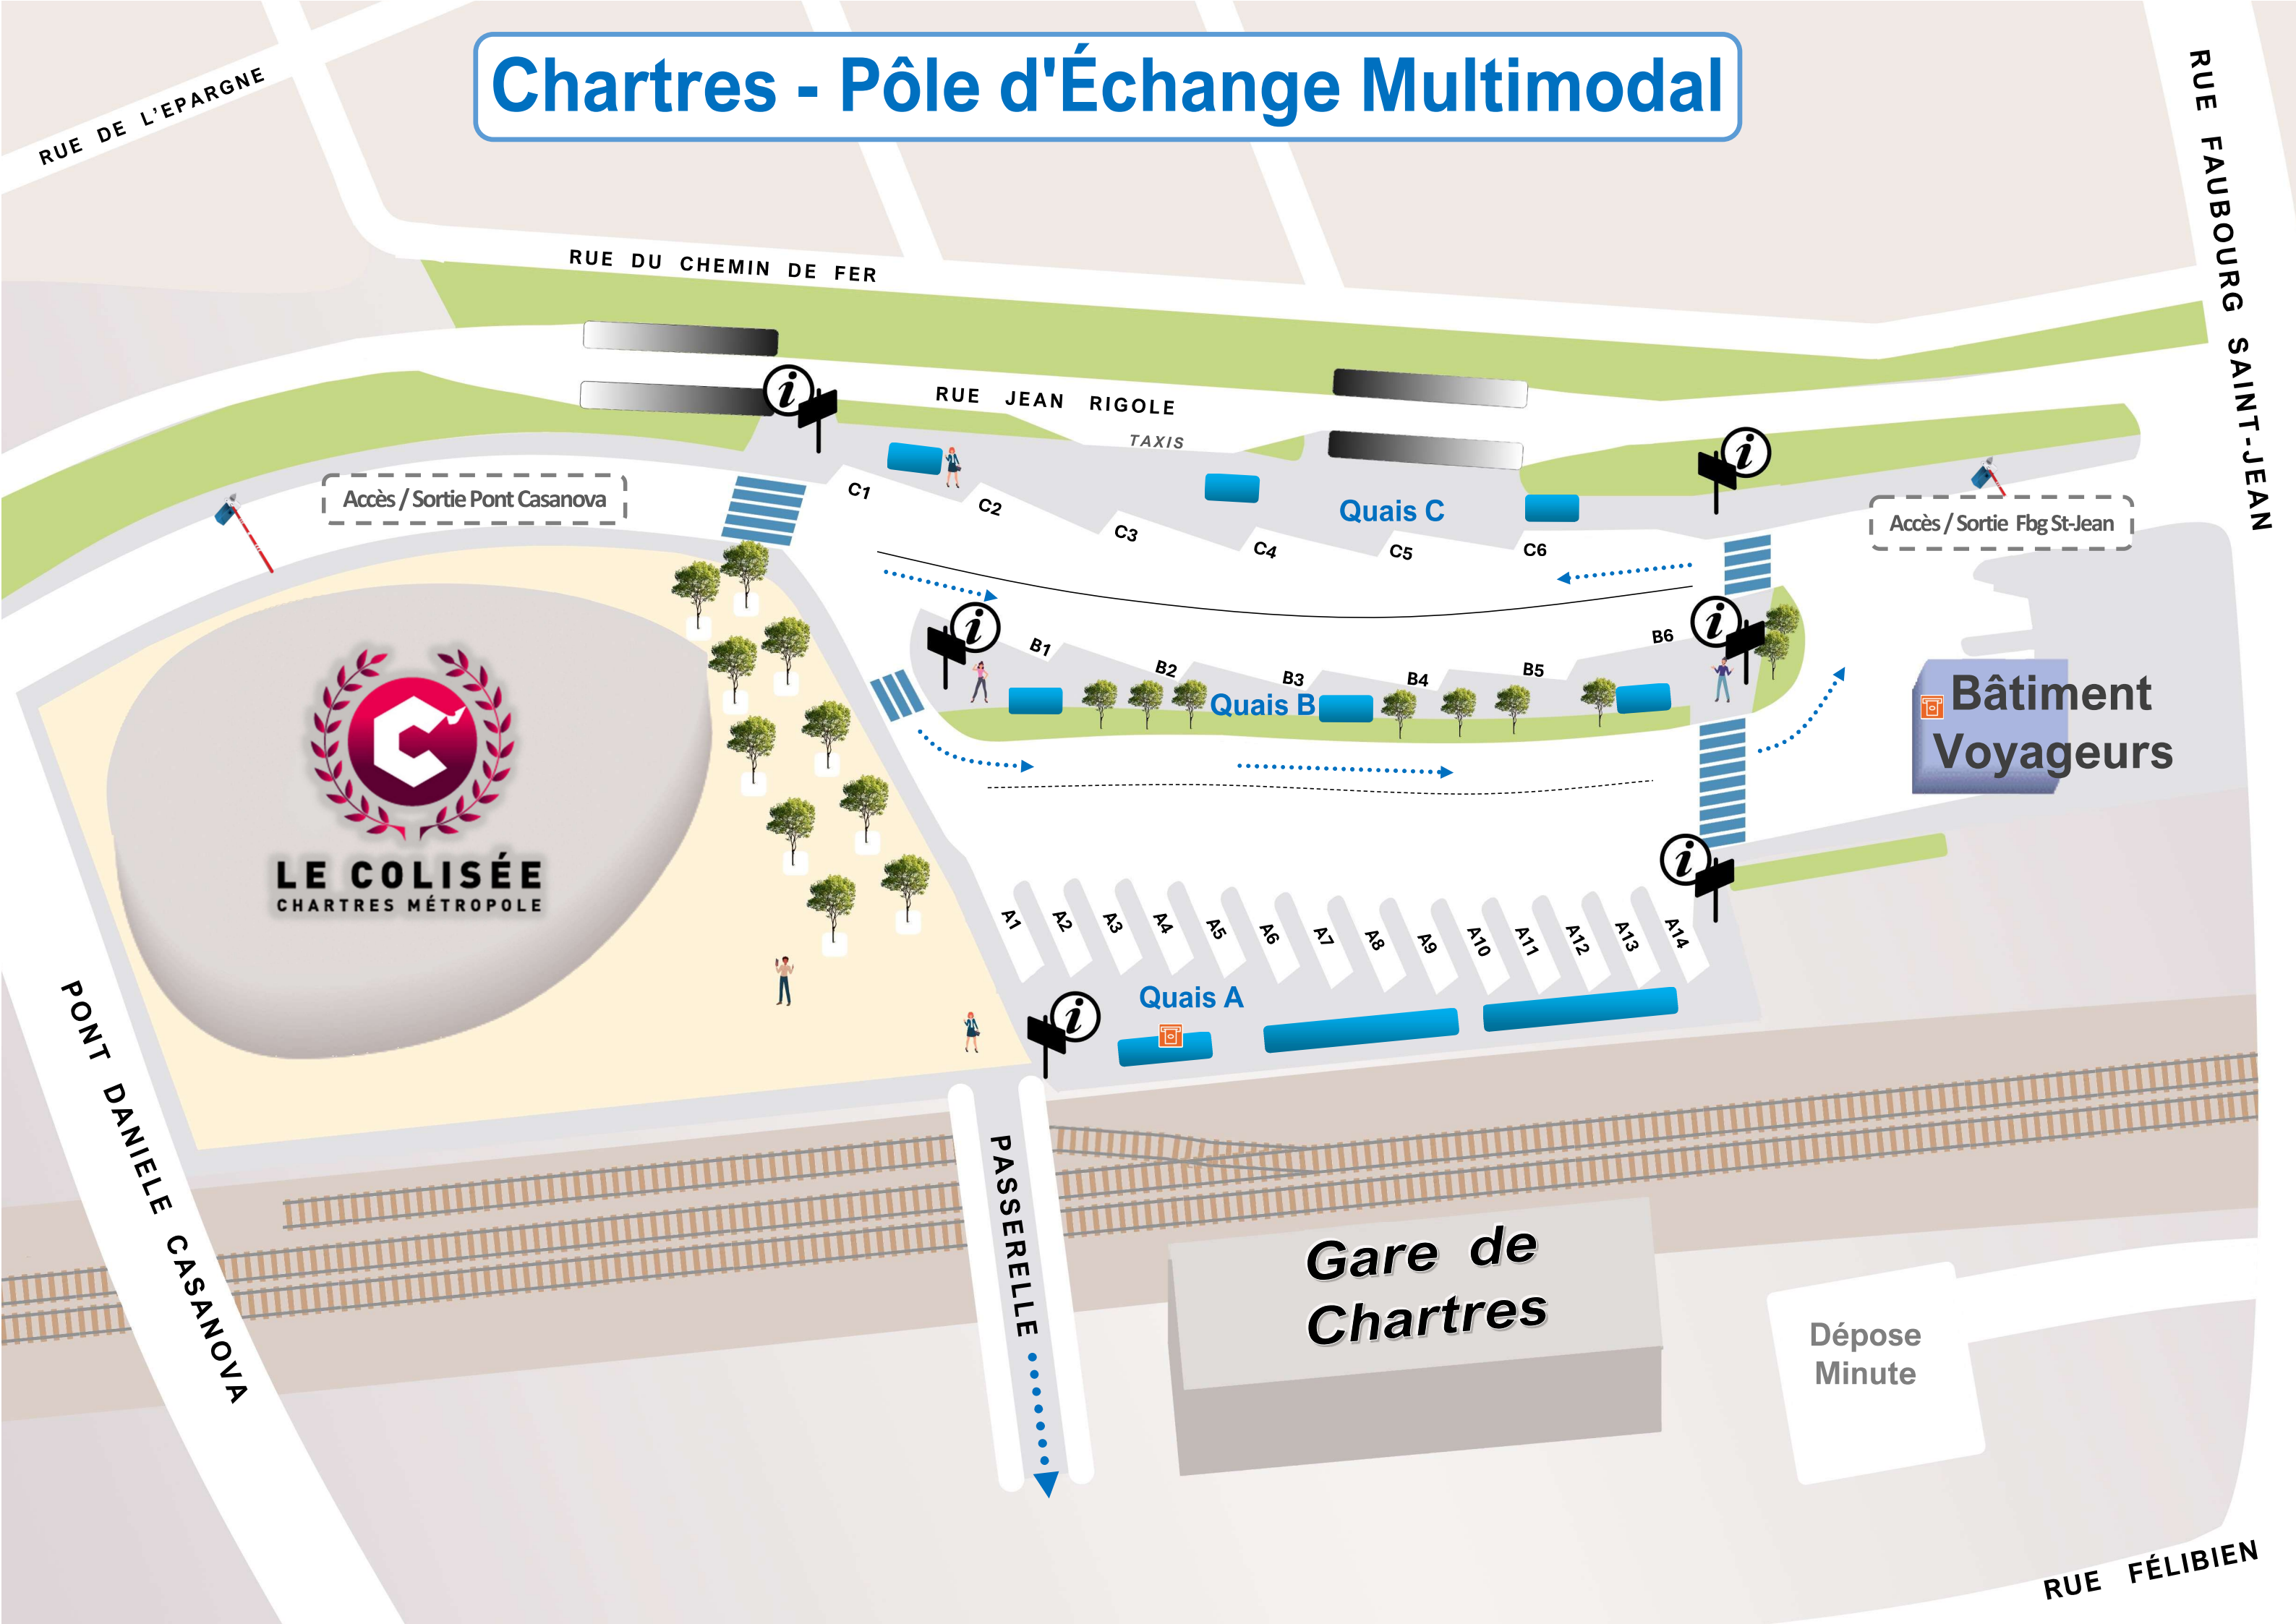 Chartres - Pôle d'Échange Multimodal
RUE DE L'EPARGNE
RUE FAUBOURG SAINT-JEAN
RUE DU CHEMIN DE FER
RUE JEAN RIGOLE
TAXIS
i
i
Accès / Sortie Pont Casanova
Accès / Sortie Fbg St-Jean
C1
C2
C3
C4
C5
C6
Quais C
i
i
B1
B2
B3
B4
B5
B6
Quais B
Bâtiment
Voyageurs
C
LE COLISÉE
CHARTRES MÉTROPOLE
i
A1
A2
A3
A4
A5
A6
A7
A8
A9
A10
A11
A12
A13
A14
Quais A
i
PONT DANIELE CASANOVA
PASSERELLE
Gare de
Chartres
Dépose
Minute
RUE FÉLIBIEN